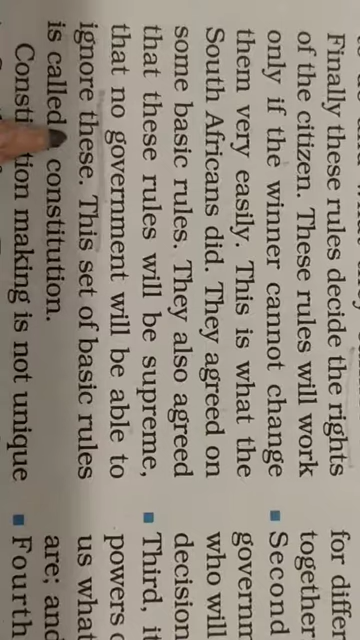 Finally these rules decide the rights
of the citizen. These rules will work
only if the winner cannot change
them very easily. This is what the
South Africans did. They agreed on
some basic rules. They also agreed
that these rules will be supreme,
that no government will be able to
ignore these. This set of basic rules
is called constitution.
making is not unique
for
together
Second
who will
decision
Third, it
powers
us what
are; and
Fourth